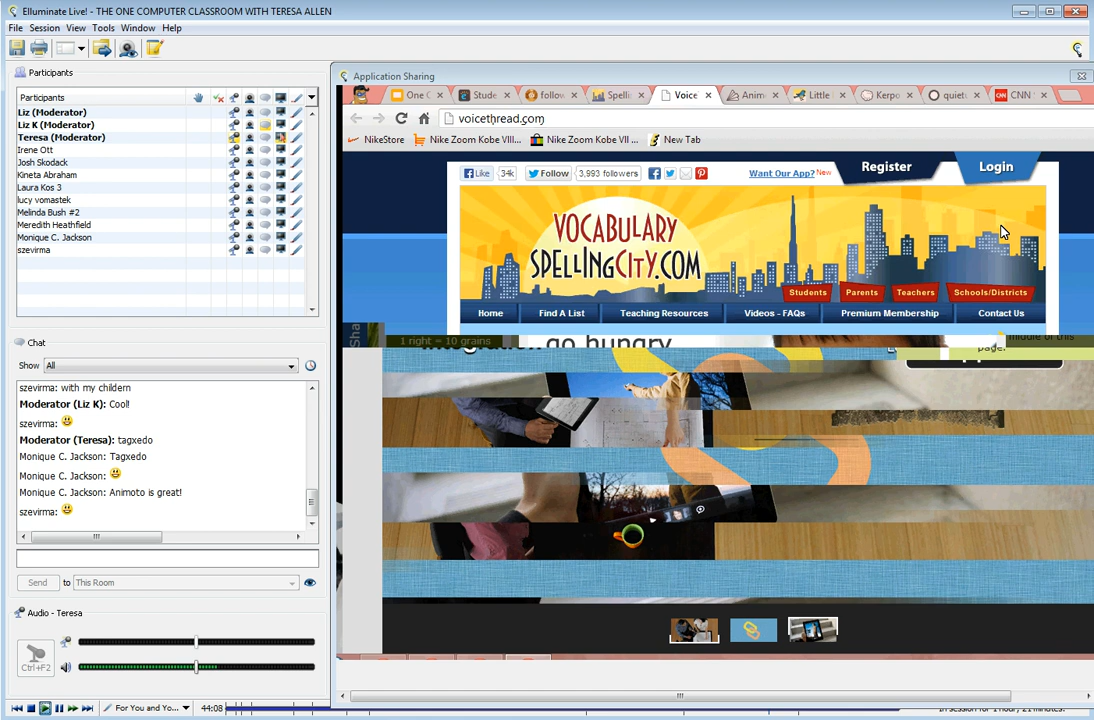 Elluminate Live! - THE ONE COMPUTER CLASSROOM WITH TERESA ALLEN
File Session View Tools Window Help
Participants
Participants
Liz (Moderator)
Liz K (Moderator)
Teresa (Moderator)
Irene Ott
Josh Skodack
Kineta Abraham
Laura Kos 3
lucy vomastek
Melinda Bush #2
Meredith Heathfield
Monique C. Jackson
szevirma
Chat
Show All
szevirma: with my childern
Moderator (Liz K): Cool!
szevirma:
Moderator (Teresa): tagxedo
Monique C. Jackson: Tagxedo
Monique C. Jackson:
Monique C. Jackson: Animoto is great!
szevirma:
Send to This Room
Audio - Teresa
Ctrl+F2
For You and Yo... 44:08
Application Sharing
One C Stude follow Spellin Voice Anim Little Kerpo quiet CNN
voicethread.com
NikeStore Nike Zoom Kobe VIII... Nike Zoom Kobe VII ... New Tab
Like 34k Follow 3,993 followers Want Our App? New Register Login
VOCABULARY
SPELLINGCITY.COM
Students Parents Teachers Schools/Districts
Home Find A List Teaching Resources Videos - FAQs Premium Membership Contact Us
Sha
1 right = 10 grains
go hungry
middle of this
page.